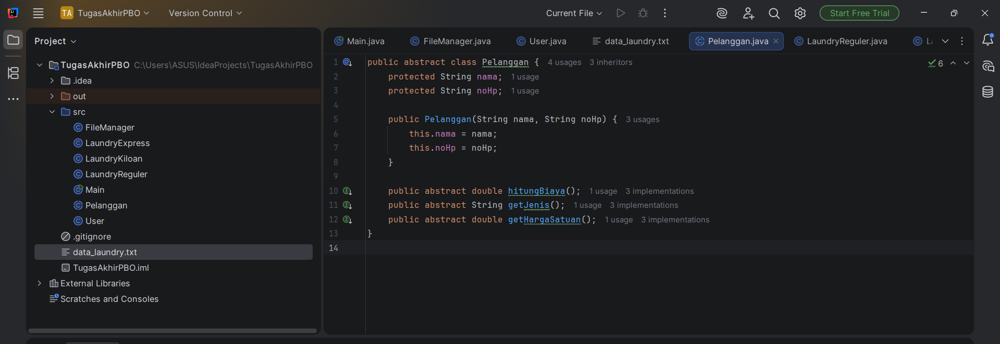 TA TugasAkhirPBO Version Control Current File Start Free Trial
Project
TugasAkhirPBO C:\Users\ASUS\IdeaProjects\TugasAkhirPBO
.idea
out
src
FileManager
LaundryExpress
LaundryKiloan
LaundryReguler
Main
Pelanggan
User
.gitignore
data_laundry.txt
TugasAkhirPBO.iml
External Libraries
Scratches and Consoles
Main.java FileManager.java User.java data_laundry.txt Pelanggan.java LaundryReguler.java
1 public abstract class Pelanggan { 4 usages 3 inheritors 6
2 protected String nama; 1 usage
3 protected String noHp; 1 usage
4
5 public Pelanggan(String nama, String noHp) { 3 usages
6 this.nama = nama;
7 this.noHp = noHp;
8 }
9
10 public abstract double hitungBiaya(); 1 usage 3 implementations
11 public abstract String getJenis(); 1 usage 3 implementations
12 public abstract double getHargaSatuan(); 1 usage 3 implementations
13 }
14